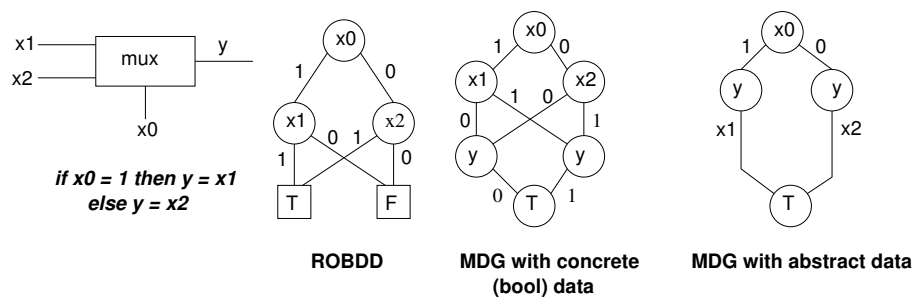 x1
x2
mux
y
x0
if x0 = 1 then y = x1
else y = x2
x0
1
0
x1
x2
0
1
1
0
T
F
ROBDD
x0
1
0
x1
x2
1
0
0
1
y
y
0
1
T
MDG with concrete
(bool) data
x0
1
0
y
y
x1
x2
T
MDG with abstract data